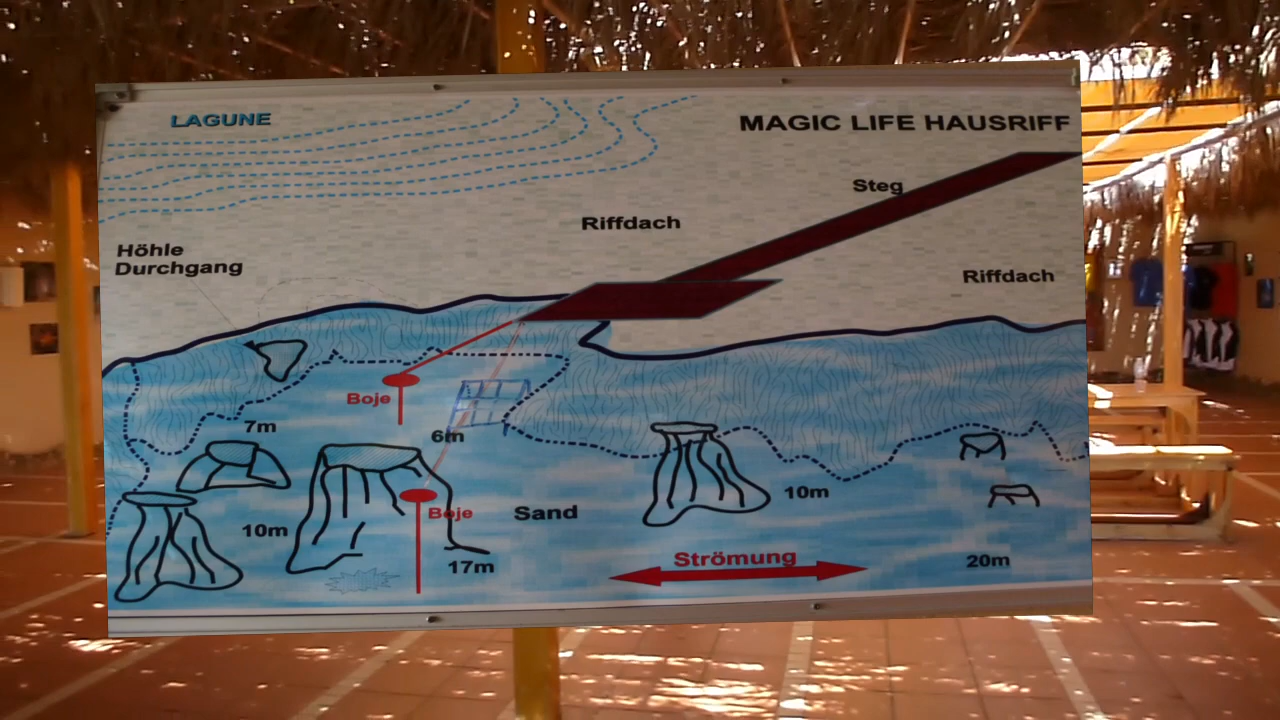 LAGUNE
MAGIC LIFE HAUSRIFF
Steg
Riffdach
Höhle
Durchgang
Riffdach
Boje
7m
6m
10m
Boje
Sand
10m
17m
Strömung
20m